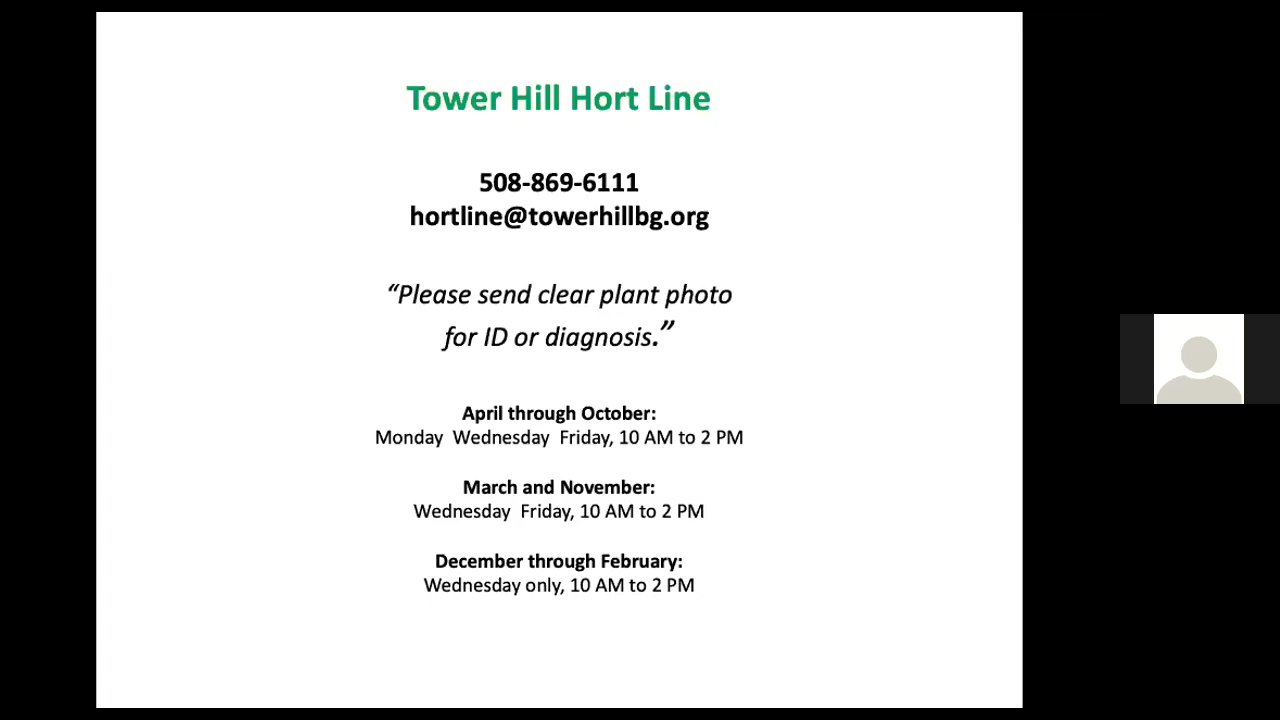 Tower Hill Hort Line
508-869-6111
hortline@towerhillbg.org
“Please send clear plant photo
for ID or diagnosis.”
April through October:
Monday  Wednesday  Friday, 10 AM to 2 PM
March and November:
Wednesday  Friday, 10 AM to 2 PM
December through February:
Wednesday only, 10 AM to 2 PM